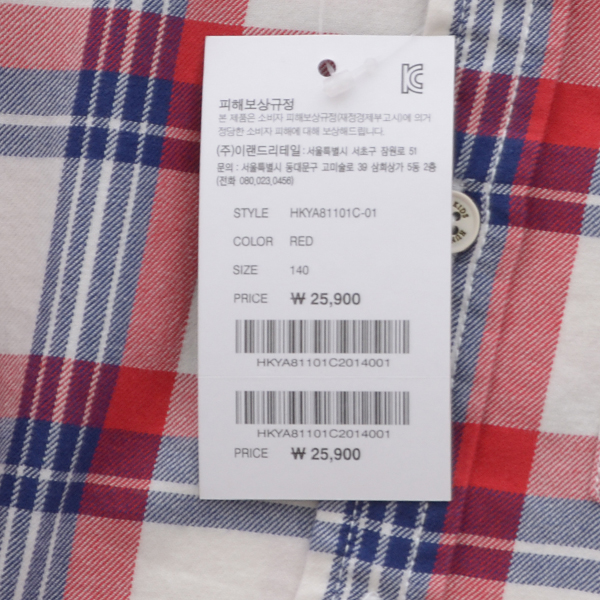 피해보상규정
본 제품은 소비자 피해보상규정(재정경제부고시)에 의거
정당한 소비자 피해에 대해 보상해드립니다.
(주)이랜드리테일 : 서울특별시 서초구 잠원로 51
문의 : 서울특별시 동대문구 고미술로 39 삼화상가 5동 2층
(전화 080,023,0456)
STYLE HKYA81101C-01
COLOR RED
SIZE 140
PRICE ₩ 25,900
HKYA81101C2014001
HKYA81101C2014001
PRICE ₩ 25,900